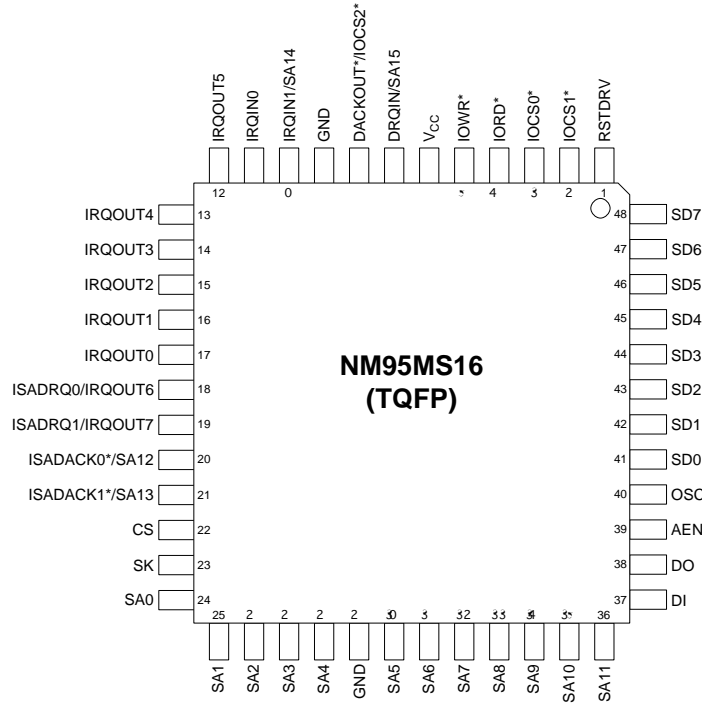 IRQOUT5
IRQIN0
IRQIN1/SA14
GND
DACKOUT*/IOCS2*
DRQIN/SA15
VCC
IOWR*
IORD*
IOCS0*
IOCS1*
RSTDRV
12
0
4
3
2
1
IRQOUT4 13
IRQOUT3 14
IRQOUT2 15
IRQOUT1 16
IRQOUT0 17
ISADRQ0/IRQOUT6 18
ISADRQ1/IRQOUT7 19
ISADACK0*/SA12 20
ISADACK1*/SA13 21
CS 22
SK 23
SA0 24
NM95MS16
(TQFP)
48 SD7
47 SD6
46 SD5
45 SD4
44 SD3
43 SD2
42 SD1
41 SD0
40 OSC
39 AEN
38 DO
37 DI
25
2
2
2
2
3
36
SA1
SA2
SA3
SA4
GND
SA5
SA6
SA7
SA8
SA9
SA10
SA11